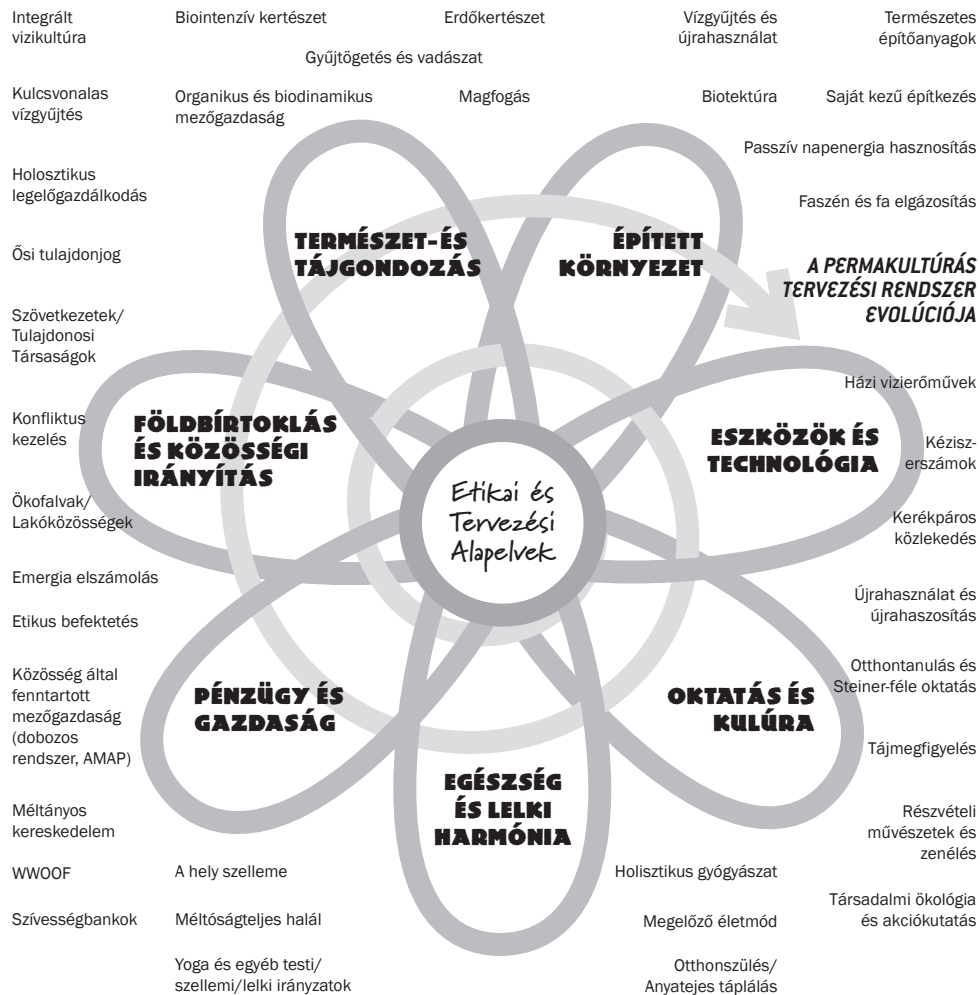 Integrált
vizikultúra
Biointenzív kertészet
Erdőkertészet
Vízgyűjtés és
újrahasználat
Természetes
építőanyagok
Gyűjtögetés és vadászat
Kulcsvonalas
vízgyűjtés
Organikus és biodinamikus
mezőgazdaság
Magfogás
Biotektúra
Saját kezű építkezés
Passzív napenergia hasznosítás
Holosztikus
legelőgazdálkodás
Faszén és fa elgázosítás
TERMÉSZET-ÉS
TÁJGONDOZÁS
ÉPÍTETT
KÖRNYEZET
Ősi tulajdonjog
A PERMAKULTÚRÁS
TERVEZÉSI RENDSZER
EVOLÚCIÓJA
Szövetkezetek/
Tulajdonosi
Társaságok
Házi vizierőművek
Konfliktus
kezelés
FÖLDBÍRTOKLÁS
ÉS KÖZÖSSÉGI
IRÁNYÍTÁS
ESZKÖZÖK ÉS
TECHNOLÓGIA
Kézisz-
erszámok
Etikai és
Tervezési
Alapelvek
Ökofalvak/
Lakóközösségek
Kerékpáros
közlekedés
Emergia elszámolás
Újrahasználat és
újrahaszosítás
Etikus befektetés
Közösség által
fenntartott
mezőgazdaság
(dobozos
rendszer, AMAP)
PÉNZÜGY ÉS
GAZDASÁG
OKTATÁS ÉS
KULÚRA
Otthontanulás és
Steiner-féle oktatás
Tájmegfigyelés
EGÉSZSÉG
ÉS LELKI
HARMÓNIA
Méltányos
kereskedelem
Részvételi
művészetek és
zenélés
WWOOF
A hely szelleme
Holisztikus gyógyászat
Szívességbankok
Méltóságteljes halál
Megelőző életmód
Társadalmi ökológia
és akciókutatás
Yoga és egyéb testi/
szellemi/lelki irányzatok
Otthonszülés/
Anyatejes táplálás